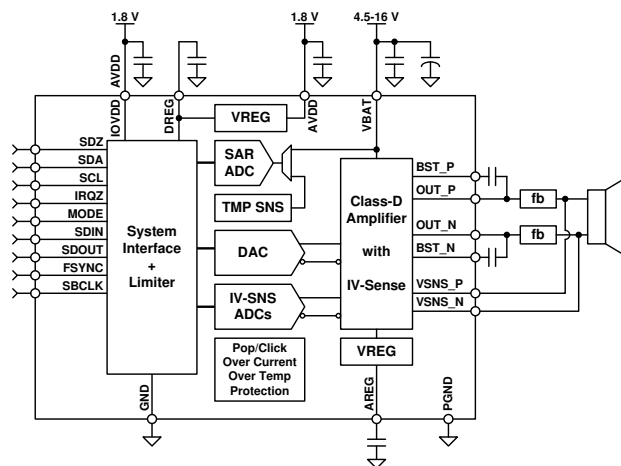 1.8 V
1.8 V
4.5-16 V
AVDD
IOVDD
DREG
AVDD
VBAT
VREG
SDZ
SDA
SCL
IRQZ
MODE
SDIN
SDOUT
FSYNC
SBCLK
System
Interface
+
Limiter
SAR
ADC
TMP SNS
DAC
IV-SNS
ADCs
Pop/Click
Over Current
Over Temp
Protection
Class-D
Amplifier
with
IV-Sense
VREG
BST_P
OUT_P
OUT_N
BST_N
VSNS_P
VSNS_N
fb
fb
GND
AREG
PGND